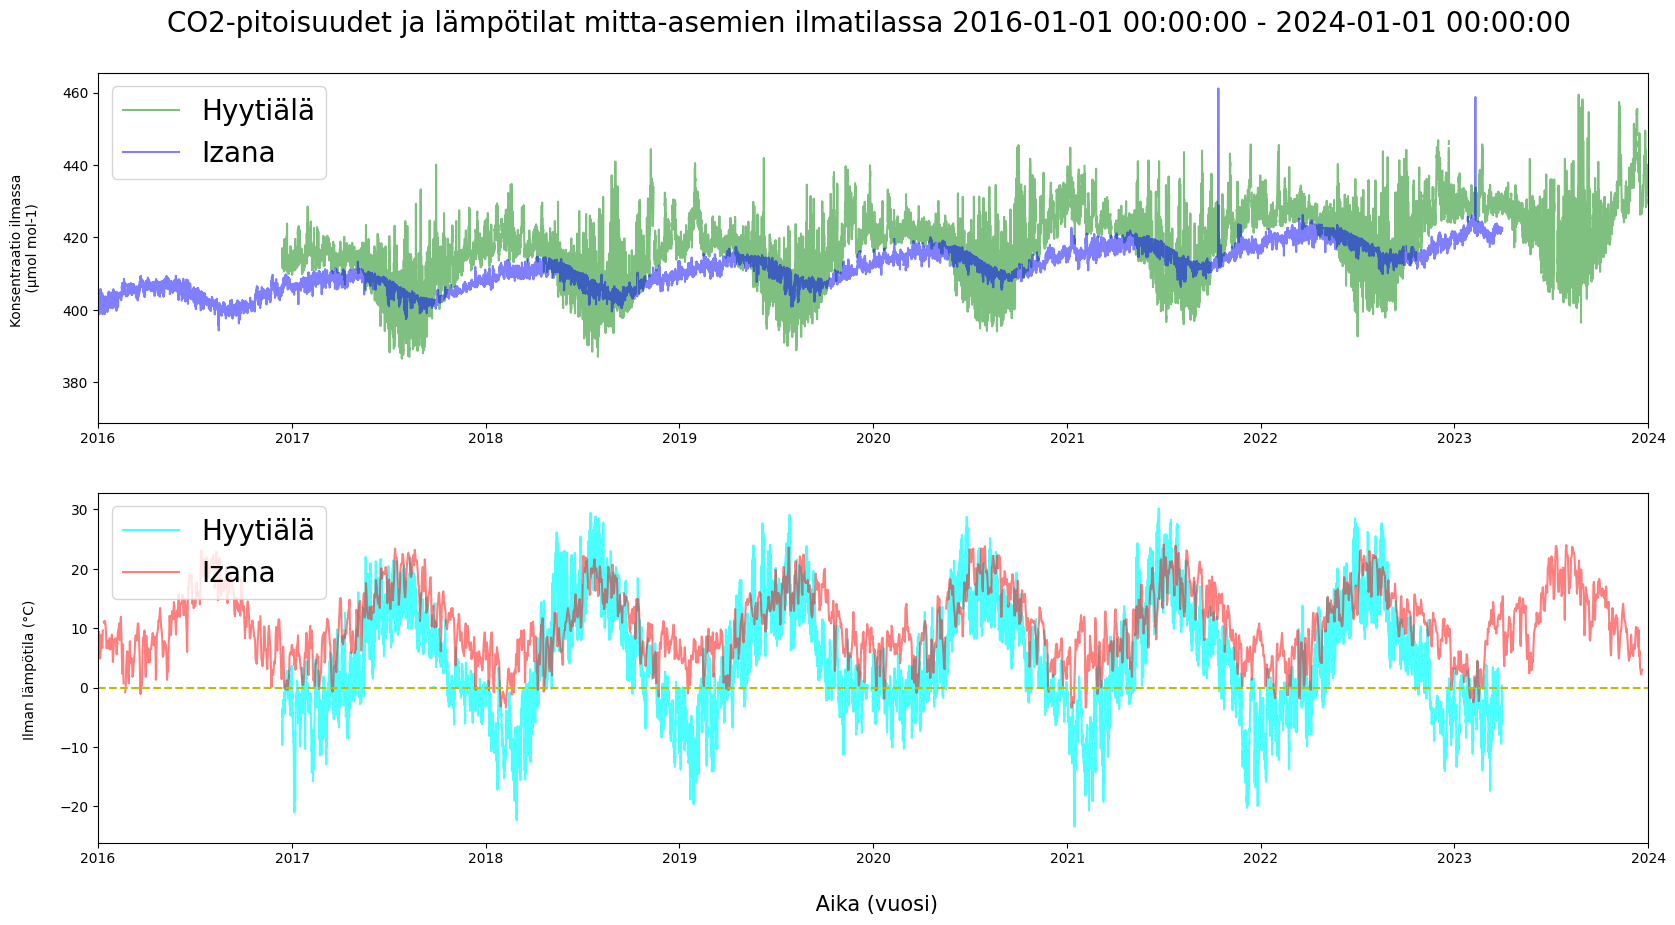 CO2-pitoisuudet ja lämpötilat mitta-asemien ilmatilassa 2016-01-01 00:00:00 - 2024-01-01 00:00:00
Konsentraatio ilmassa
(µmol mol-1)
460
440
420
400
380
Hyytiälä
Izana
2016 2017 2018 2019 2020 2021 2022 2023 2024
Ilman lämpötila (°C)
30
20
10
0
−10
−20
Hyytiälä
Izana
2016 2017 2018 2019 2020 2021 2022 2023 2024
Aika (vuosi)